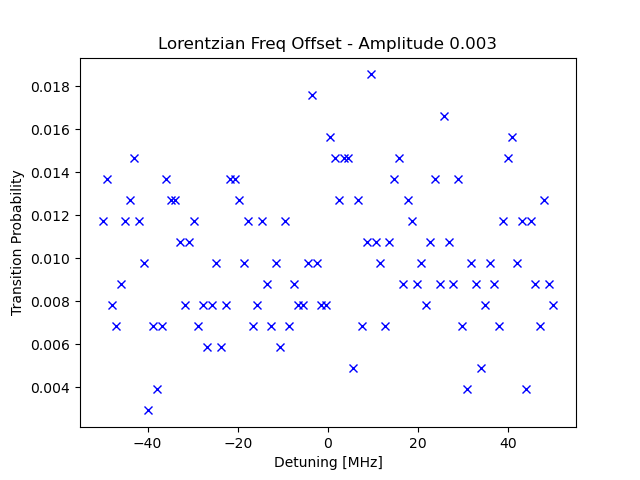 Lorentzian Freq Offset - Amplitude 0.003
0.018
0.016
0.014
0.012
0.010
0.008
0.006
0.004
Transition Probability
−40 −20 0 20 40
Detuning [MHz]